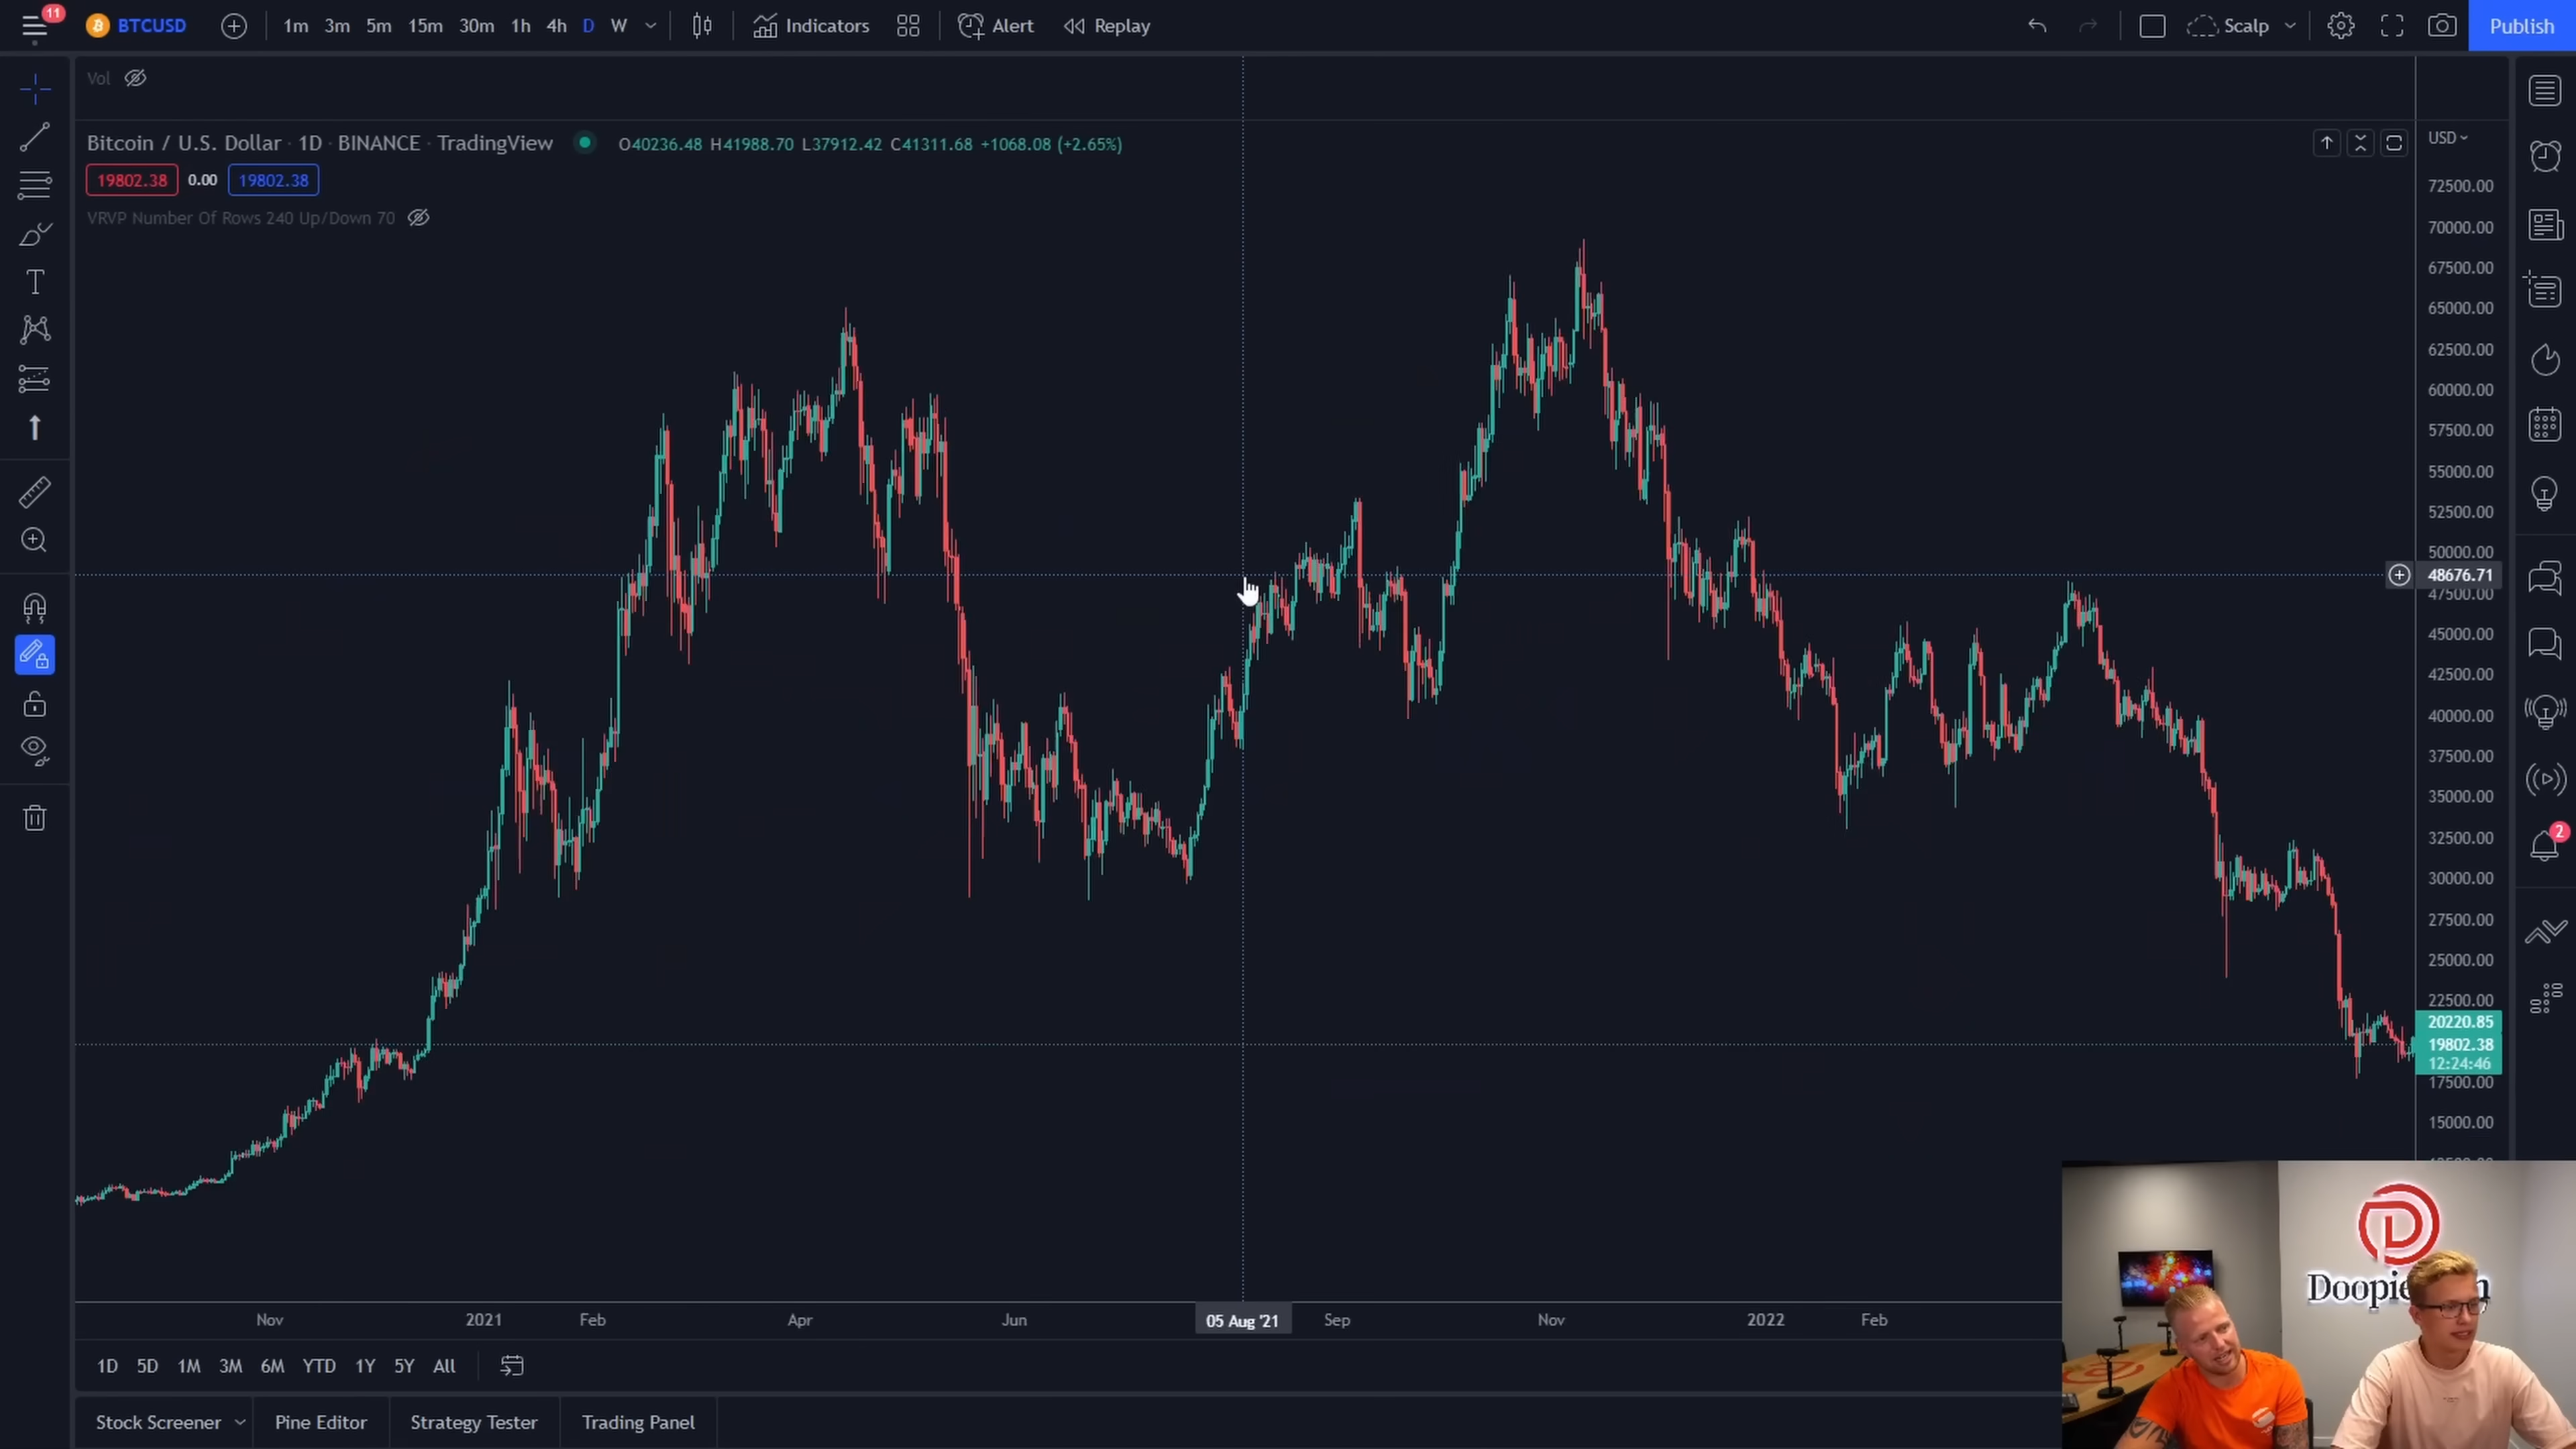 11 BTCUSD 1m 3m 5m 15m 30m 1h 4h D W Indicators Alert Replay Scalp Publish
Vol
Bitcoin / U.S. Dollar · 1D · BINANCE · TradingView O40236.48 H41988.70 L37912.42 C41311.68 +1068.08 (+2.65%)
USD
19802.38 0.00 19802.38
VRVP Number Of Rows 240 Up/Down 70
T
72500.00
70000.00
67500.00
65000.00
62500.00
60000.00
57500.00
55000.00
52500.00
50000.00
48676.71
47500.00
45000.00
42500.00
40000.00
37500.00
35000.00
2
32500.00
30000.00
27500.00
25000.00
22500.00
20220.85
19802.38
12:24:46
17500.00
15000.00
Nov 2021 Feb Apr Jun 05 Aug '21 Sep Nov 2022 Feb
1D 5D 1M 3M 6M YTD 1Y 5Y All
Stock Screener Pine Editor Strategy Tester Trading Panel